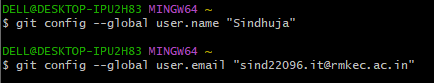 DELL@DESKTOP-IPU2H83 MINGW64 ~
$ git config --global user.name "Sindhuja"
DELL@DESKTOP-IPU2H83 MINGW64 ~
$ git config --global user.email "sind22096.it@rmkec.ac.in"